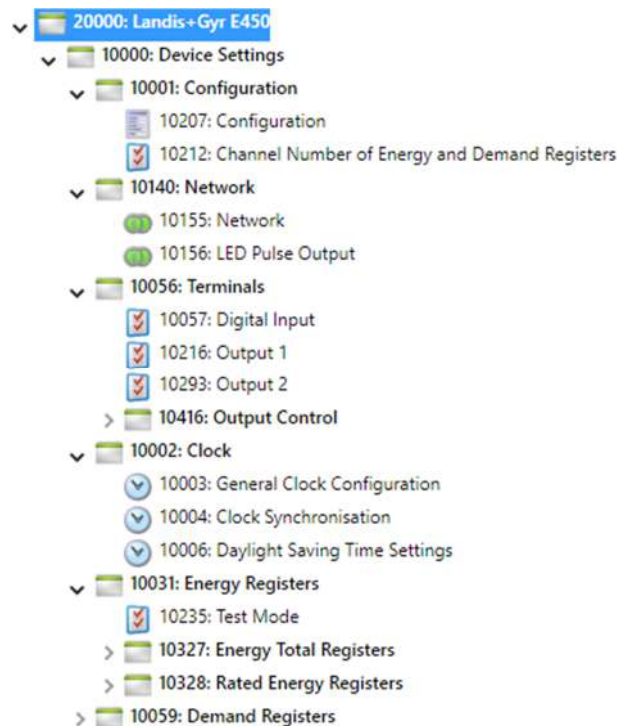 20000: Landis+Gyr E450
10000: Device Settings
10001: Configuration
10207: Configuration
10212: Channel Number of Energy and Demand Registers
10140: Network
10155: Network
10156: LED Pulse Output
10056: Terminals
10057: Digital Input
10216: Output 1
10293: Output 2
10416: Output Control
10002: Clock
10003: General Clock Configuration
10004: Clock Synchronisation
10006: Daylight Saving Time Settings
10031: Energy Registers
10235: Test Mode
10327: Energy Total Registers
10328: Rated Energy Registers
10059: Demand Registers